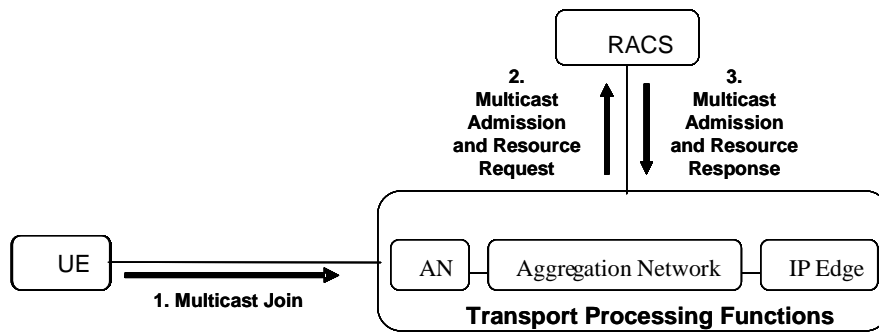 RACS
2.
Multicast
Admission
and Resource
Request
3.
Multicast
Admission
and Resource
Response
UE
1. Multicast Join
AN
Aggregation Network
IP Edge
Transport Processing Functions